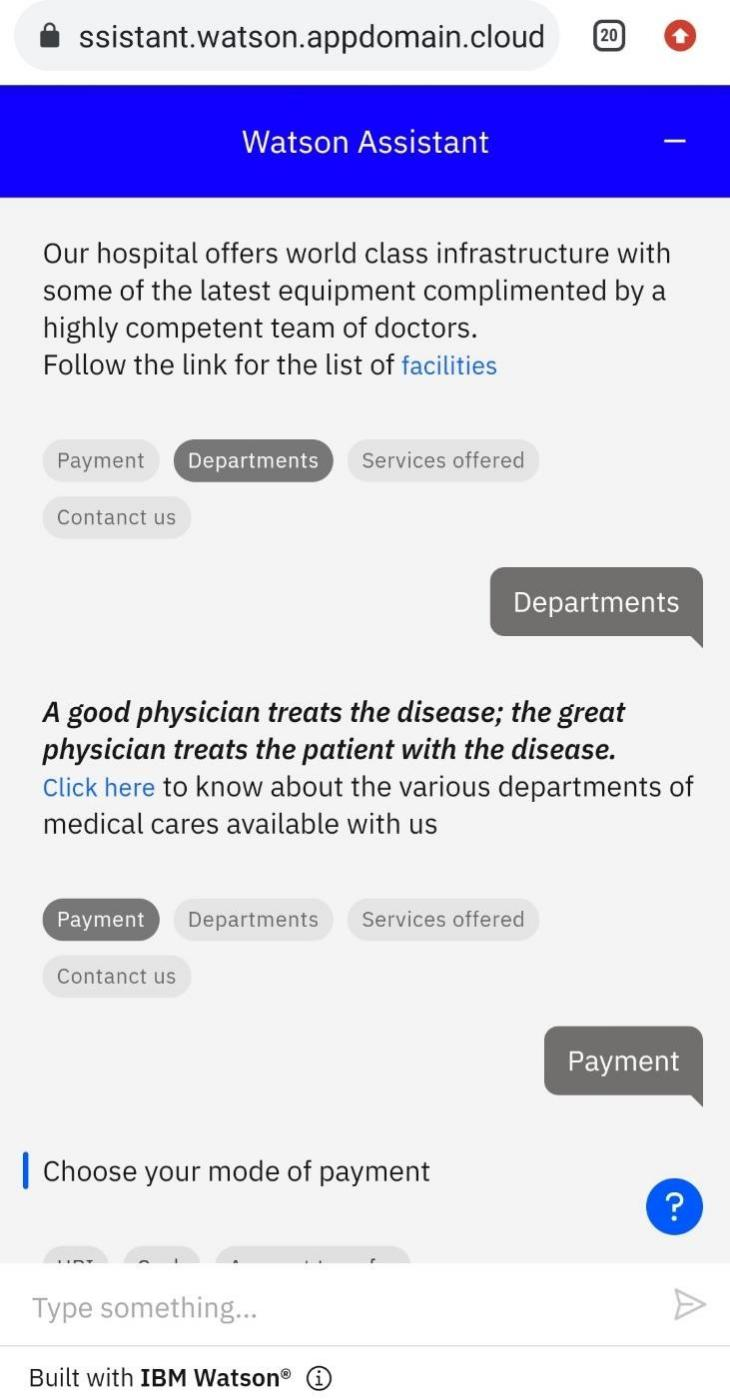 ssistant.watson.appdomain.cloud 20
Watson Assistant
Our hospital offers world class infrastructure with
some of the latest equipment complimented by a
highly competent team of doctors.
Follow the link for the list of facilities
Payment Departments Services offered
Contanct us
Departments
A good physician treats the disease; the great
physician treats the patient with the disease.
Click here to know about the various departments of
medical cares available with us
Payment Departments Services offered
Contanct us
Payment
Choose your mode of payment
?
Type something...
Built with IBM Watson®